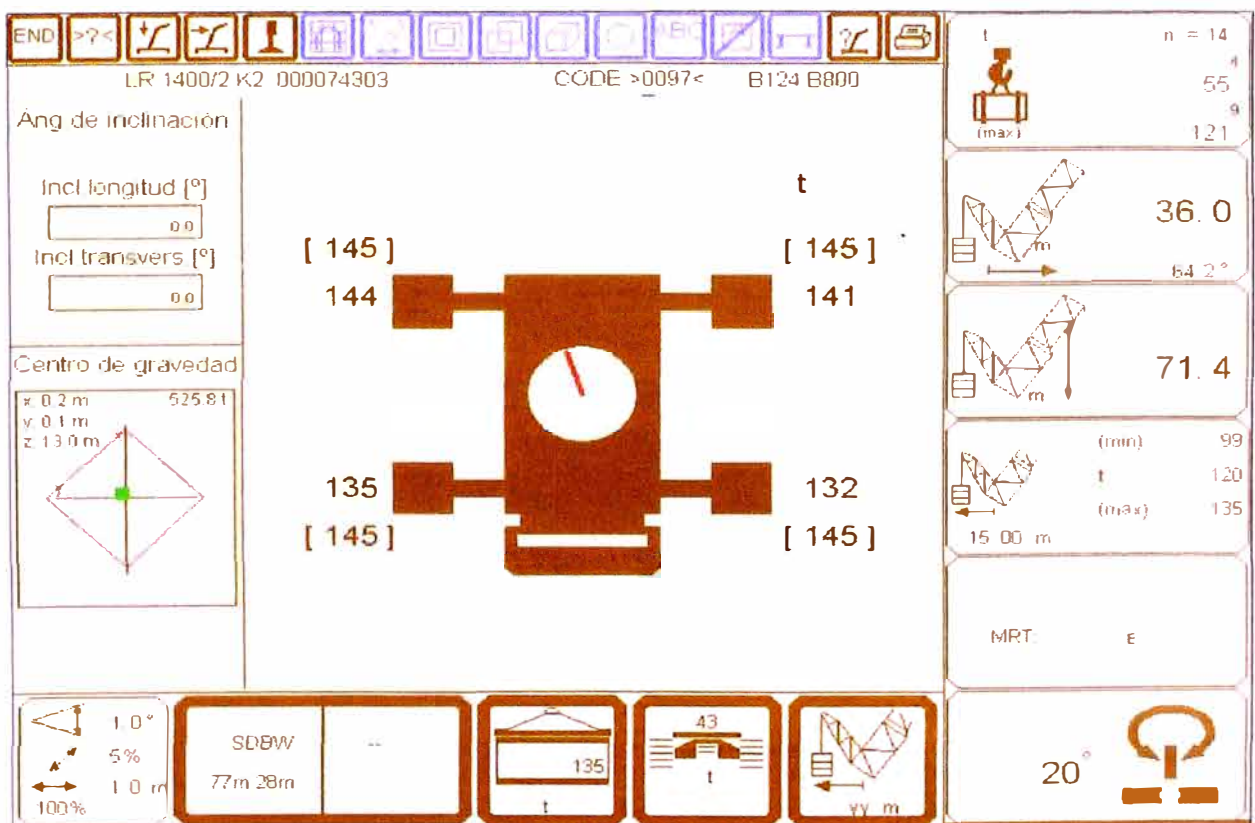 END >?< ?
LR 1400/2 K2 000074303 CODE >0097< B124 B800
Áng de inclinación
Incl longitud [º]
0.0
Incl transvers [º]
0.0
Centro de gravedad
x: 0.2 m 525.8 t
y: 0.1 m
z: 13.0 m
t
[ 145 ] [ 145 ]
144 141
135 132
[ 145 ] [ 145 ]
t n = 14
55
9
(max) 121
36.0
m
64.2°
71.4
m
(min) 99
t 120
(max) 135
15.00 m
MRT:
20°
1.0°
5%
1.0 m
100%
SDBW --
77m 28m
135
t
43
t
yy m